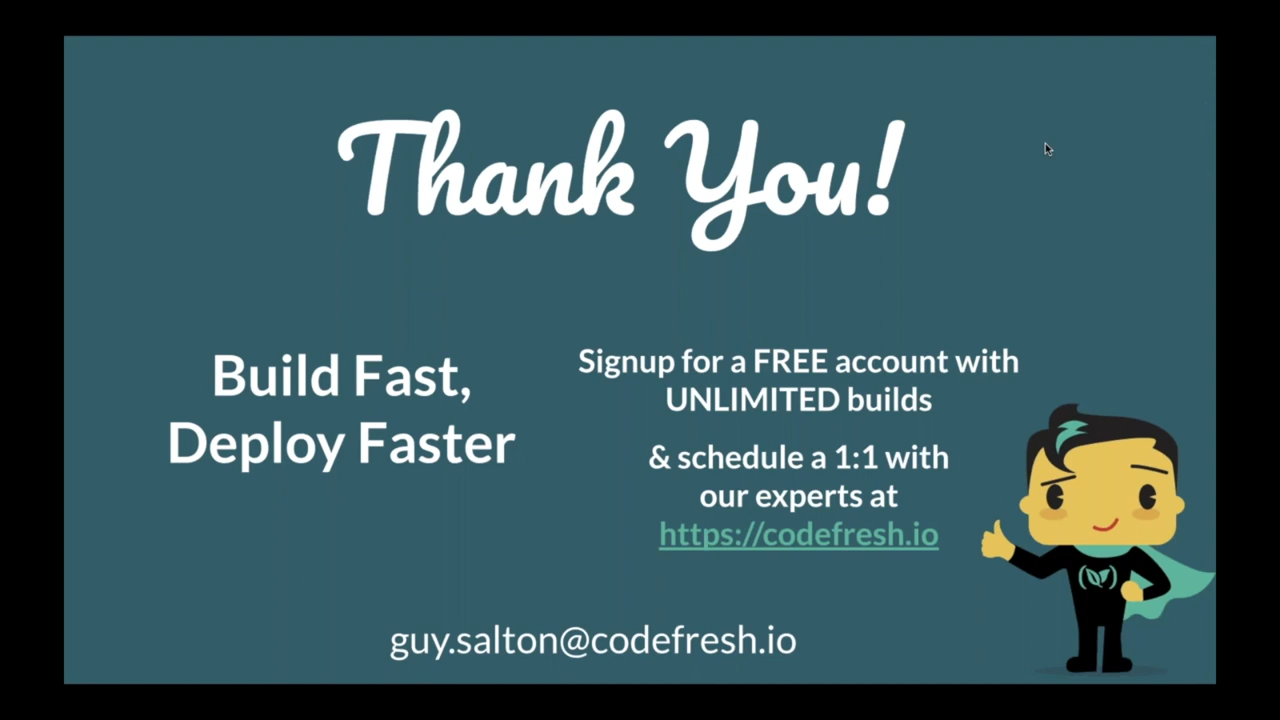 Thank You!
Build Fast,
Deploy Faster
Signup for a FREE account with
UNLIMITED builds
& schedule a 1:1 with
our experts at
https://codefresh.io
guy.salton@codefresh.io